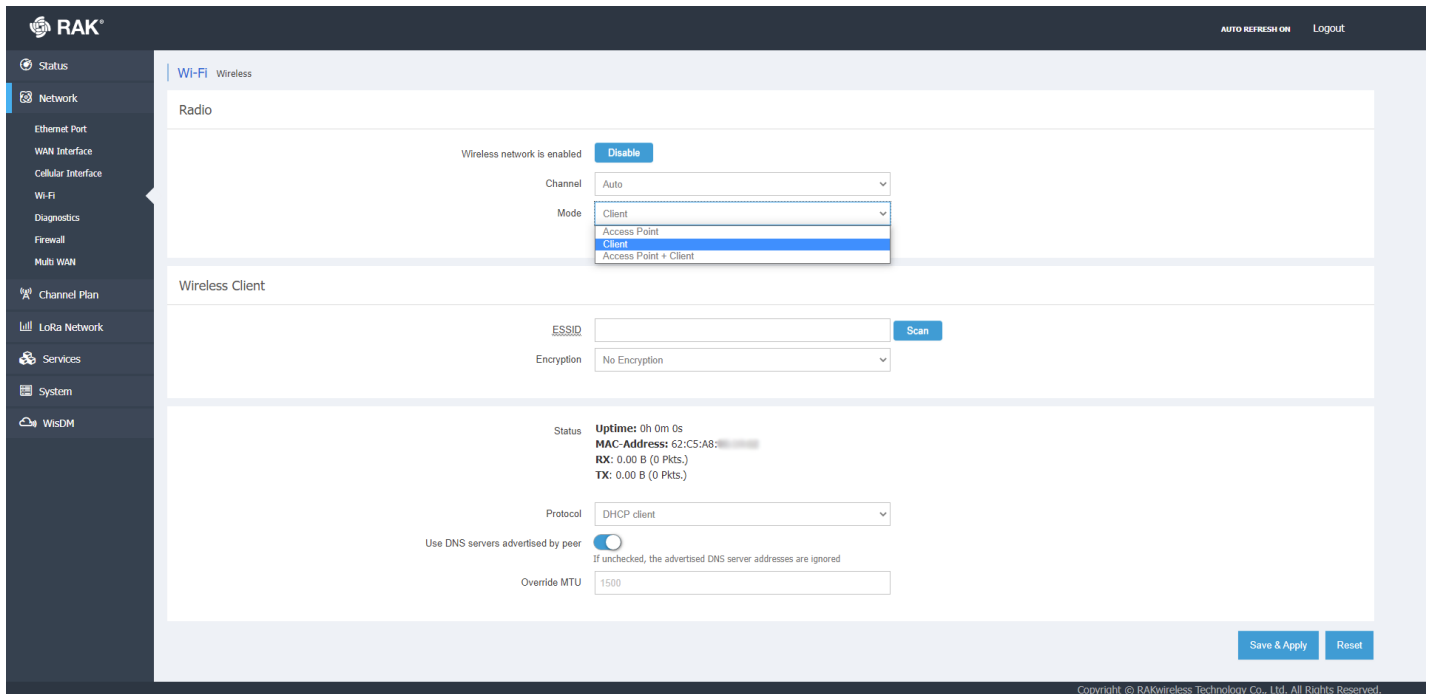 RAK®
AUTO REFRESH ON Logout
Status
Network
Ethernet Port
WAN Interface
Cellular Interface
Wi-Fi
Diagnostics
Firewall
Multi WAN
Channel Plan
LoRa Network
Services
System
WisDM
Wi-Fi Wireless
Radio
Wireless network is enabled Disable
Channel Auto
Mode Client
Access Point
Client
Access Point + Client
Wireless Client
ESSID Scan
Encryption No Encryption
Status Uptime: 0h 0m 0s
MAC-Address: 62:C5:A8:
RX: 0.00 B (0 Pkts.)
TX: 0.00 B (0 Pkts.)
Protocol DHCP client
Use DNS servers advertised by peer
If unchecked, the advertised DNS server addresses are ignored
Override MTU 1500
Save & Apply Reset
Copyright © RAKwireless Technology Co., Ltd. All Rights Reserved.